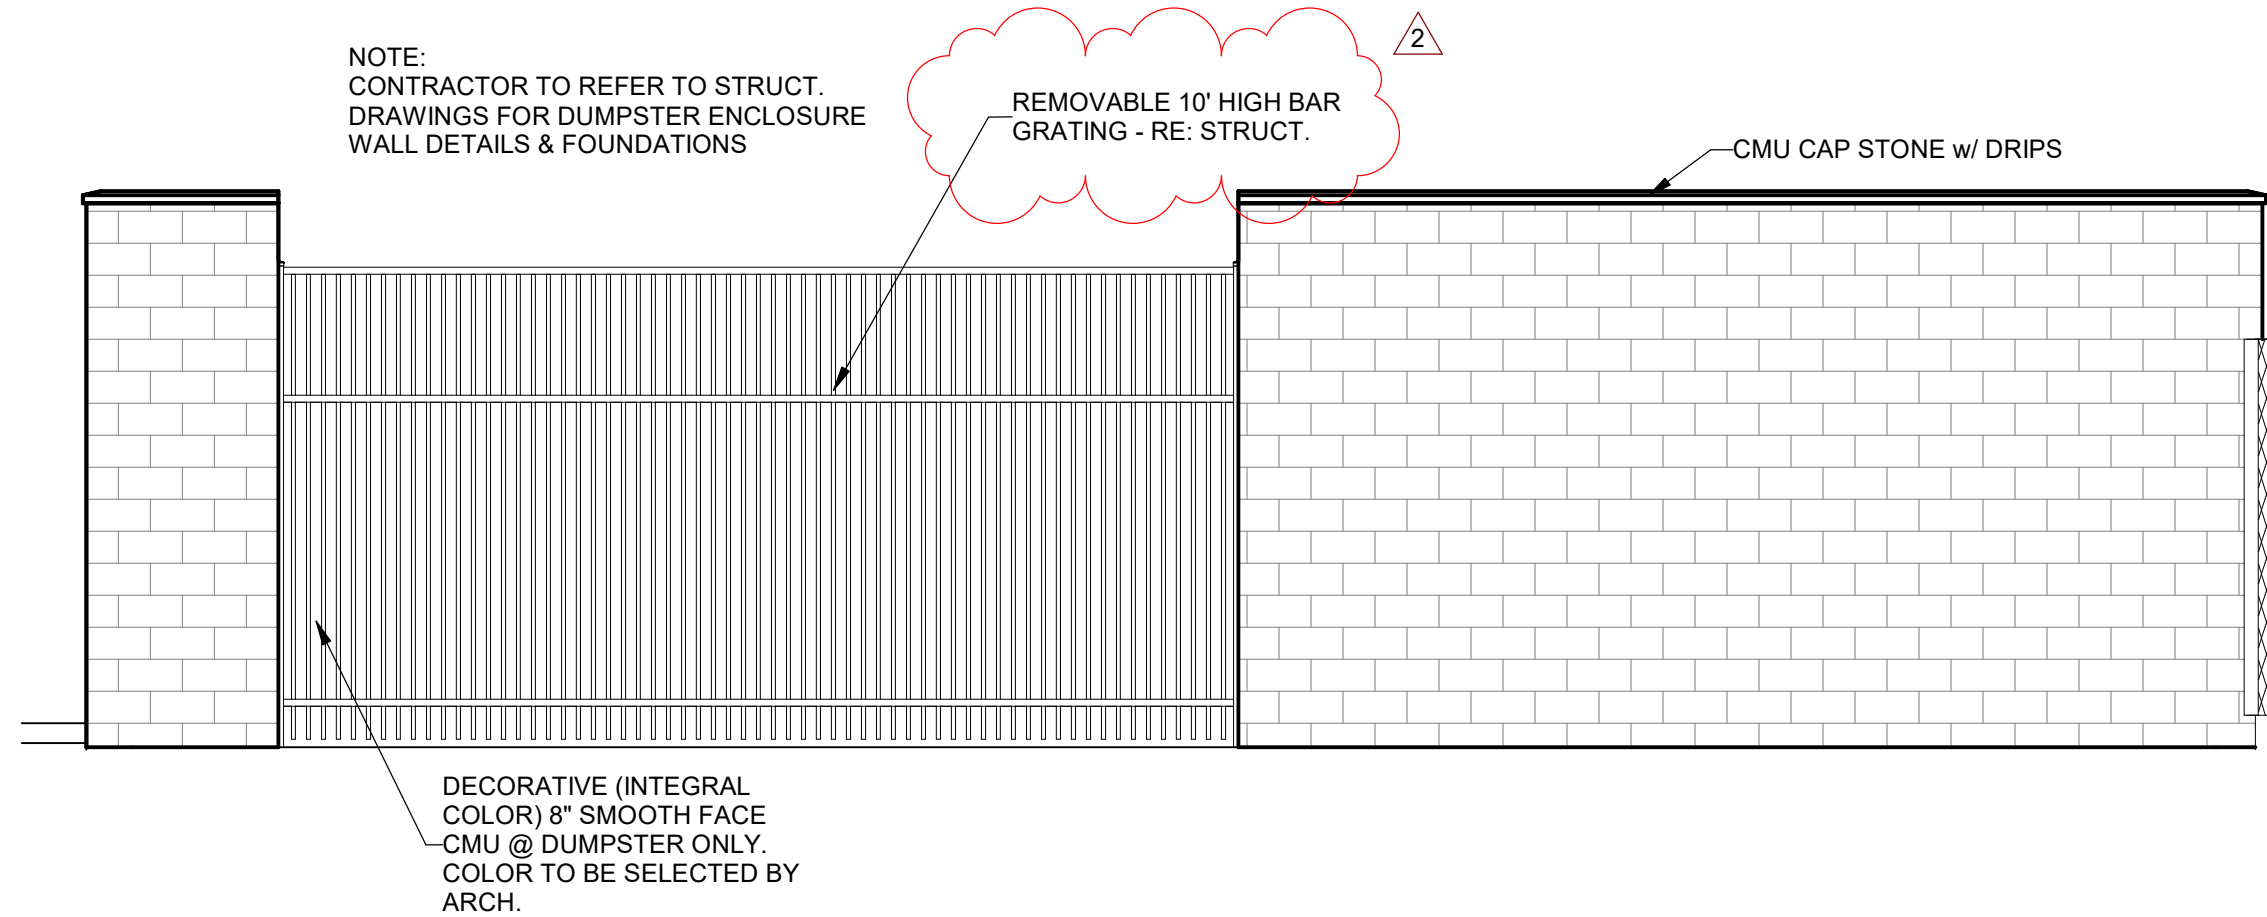 NOTE:
CONTRACTOR TO REFER TO STRUCT.
DRAWINGS FOR DUMPSTER ENCLOSURE
WALL DETAILS & FOUNDATIONS
REMOVABLE 10' HIGH BAR
GRATING - RE: STRUCT.
2
CMU CAP STONE w/ DRIPS
DECORATIVE (INTEGRAL
COLOR) 8" SMOOTH FACE
CMU @ DUMPSTER ONLY.
COLOR TO BE SELECTED BY
ARCH.